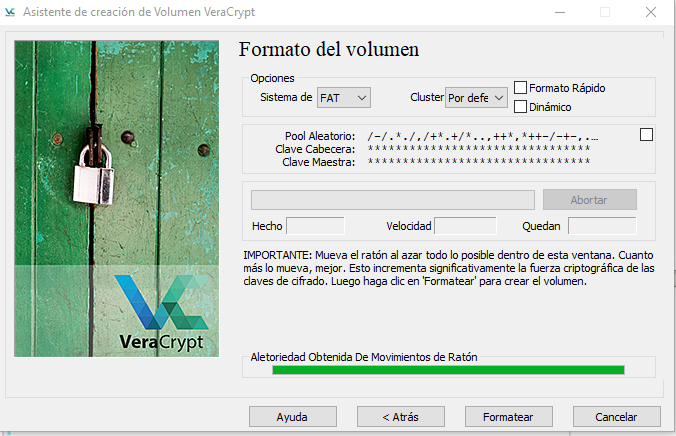 Asistente de creación de Volumen VeraCrypt
Formato del volumen
Opciones
Sistema de FAT Cluster Por defe Formato Rápido
Dinámico
Pool Aleatorio: /-/.*./,/+*.+/*..,++*,*++-/-+-,.…
Clave Cabecera: ********************************
Clave Maestra: ********************************
Abortar
Hecho Velocidad Quedan
IMPORTANTE: Mueva el ratón al azar todo lo posible dentro de esta ventana. Cuanto
más lo mueva, mejor. Esto incrementa significativamente la fuerza criptográfica de las
claves de cifrado. Luego haga clic en 'Formatear' para crear el volumen.
VeraCrypt
Aletoriedad Obtenida De Movimientos de Ratón
Ayuda < Atrás Formatear Cancelar